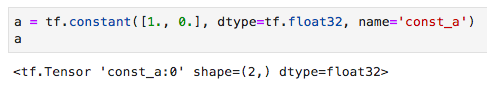 a = tf.constant([1., 0.], dtype=tf.float32, name='const_a')
a
<tf.Tensor 'const_a:0' shape=(2,) dtype=float32>